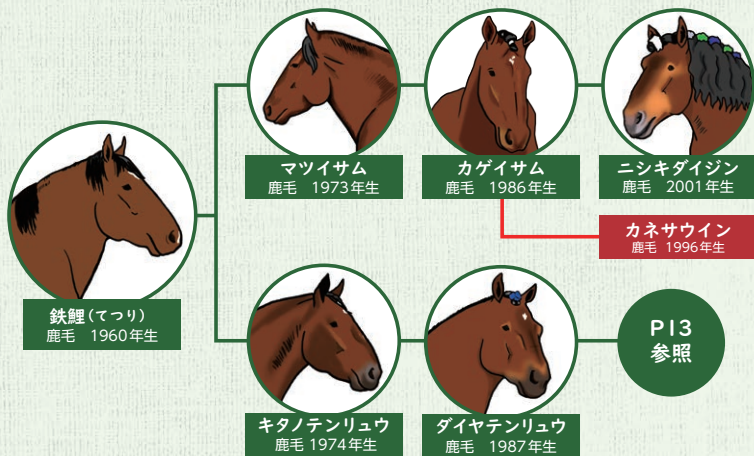 マツイサム
鹿毛　1973年生
カゲイサム
鹿毛　1986年生
ニシキダイジン
鹿毛　2001年生
カネサウイン
鹿毛 1996年生
鉄鯉(てつり)
鹿毛　1960年生
P13
参照
キタノテンリュウ
鹿毛 1974年生
ダイヤテンリュウ
鹿毛　1987年生